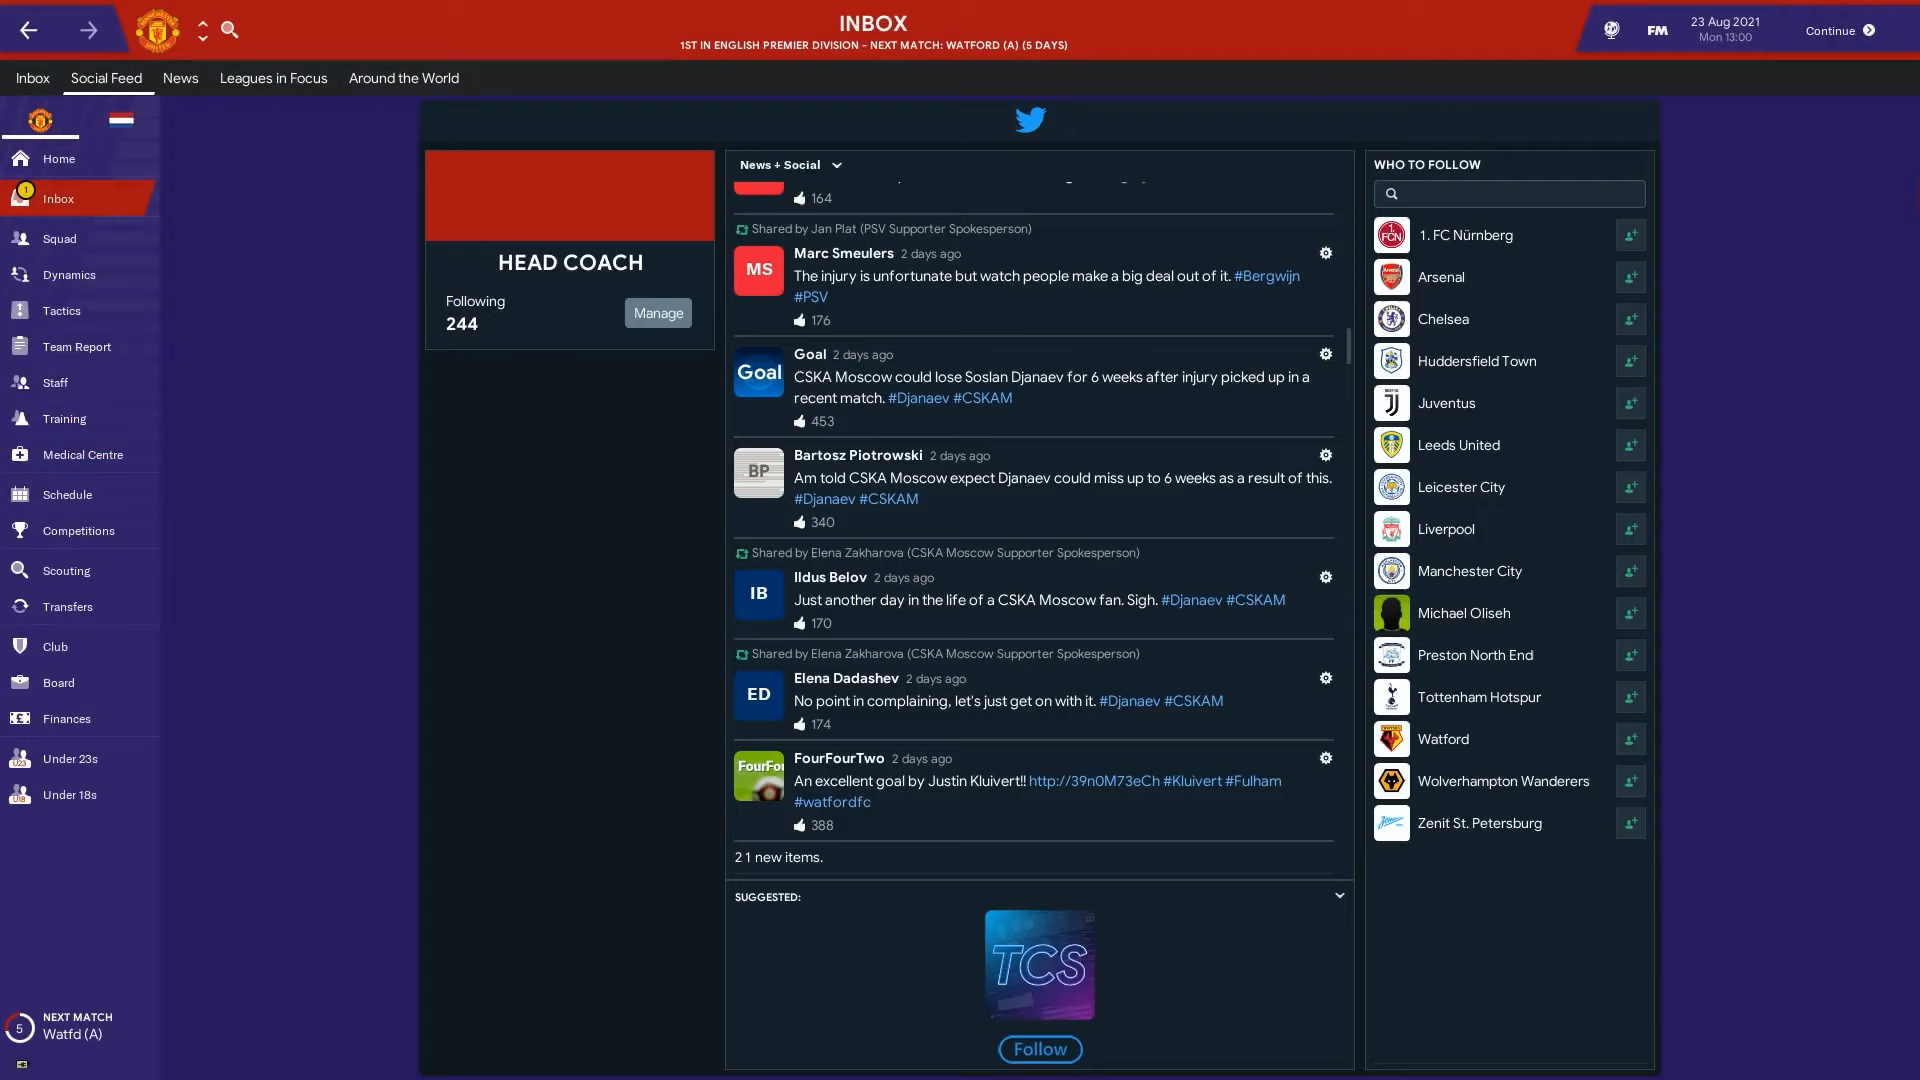 INBOX
1ST IN ENGLISH PREMIER DIVISION - NEXT MATCH: WATFORD (A) (5 DAYS)
FM
23 Aug 2021
Mon 13:00
Continue
Inbox
Social Feed
News
Leagues in Focus
Around the World
Home
1
Inbox
Squad
Dynamics
Tactics
Team Report
Staff
Training
Medical Centre
Schedule
Competitions
Scouting
Transfers
Club
Board
Finances
U23
Under 23s
U18
Under 18s
5
NEXT MATCH
Watfd (A)
HEAD COACH
Following
244
Manage
News + Social
164
Shared by Jan Plat (PSV Supporter Spokesperson)
MS
Marc Smeulers 2 days ago
The injury is unfortunate but watch people make a big deal out of it. #Bergwijn
#PSV
176
Goal
Goal 2 days ago
CSKA Moscow could lose Soslan Djanaev for 6 weeks after injury picked up in a
recent match. #Djanaev #CSKAM
453
BP
Bartosz Piotrowski 2 days ago
Am told CSKA Moscow expect Djanaev could miss up to 6 weeks as a result of this.
#Djanaev #CSKAM
340
Shared by Elena Zakharova (CSKA Moscow Supporter Spokesperson)
IB
Ildus Belov 2 days ago
Just another day in the life of a CSKA Moscow fan. Sigh. #Djanaev #CSKAM
170
Shared by Elena Zakharova (CSKA Moscow Supporter Spokesperson)
ED
Elena Dadashev 2 days ago
No point in complaining, let's just get on with it. #Djanaev #CSKAM
174
FourFou
FourFourTwo 2 days ago
An excellent goal by Justin Kluivert!! http://39n0M73eCh #Kluivert #Fulham
#watfordfc
388
21 new items.
SUGGESTED:
TCS
Follow
WHO TO FOLLOW
1. FC Nürnberg
Arsenal
Chelsea
Huddersfield Town
Juventus
Leeds United
Leicester City
Liverpool
Manchester City
Michael Oliseh
Preston North End
Tottenham Hotspur
Watford
Wolverhampton Wanderers
Zenit St. Petersburg